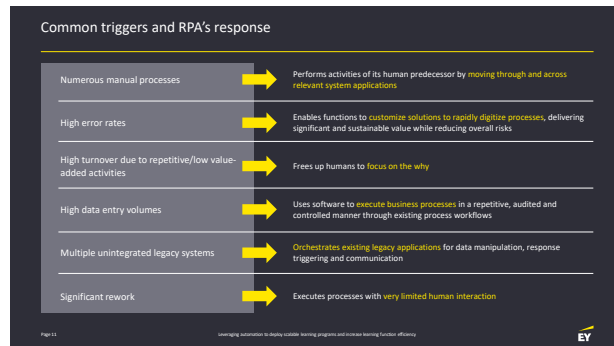 Common triggers and RPA's response
Numerous manual processes
Performs activities of its human predecessor by moving through and across
relevant system applications
High error rates
Enables functions to customize solutions to rapidly digitize processes, delivering
significant and sustainable value while reducing overall risks
High turnover due to repetitive/low value-
added activities
Frees up humans to focus on the why
High data entry volumes
Uses software to execute business processes in a repetitive, audited and
controlled manner through existing process workflows
Multiple unintegrated legacy systems
Orchestrates existing legacy applications for data manipulation, response
triggering and communication
Significant rework
Executes processes with very limited human interaction
Page 11
Leveraging automation to deploy scalable learning programs and increase learning function efficiency
EY